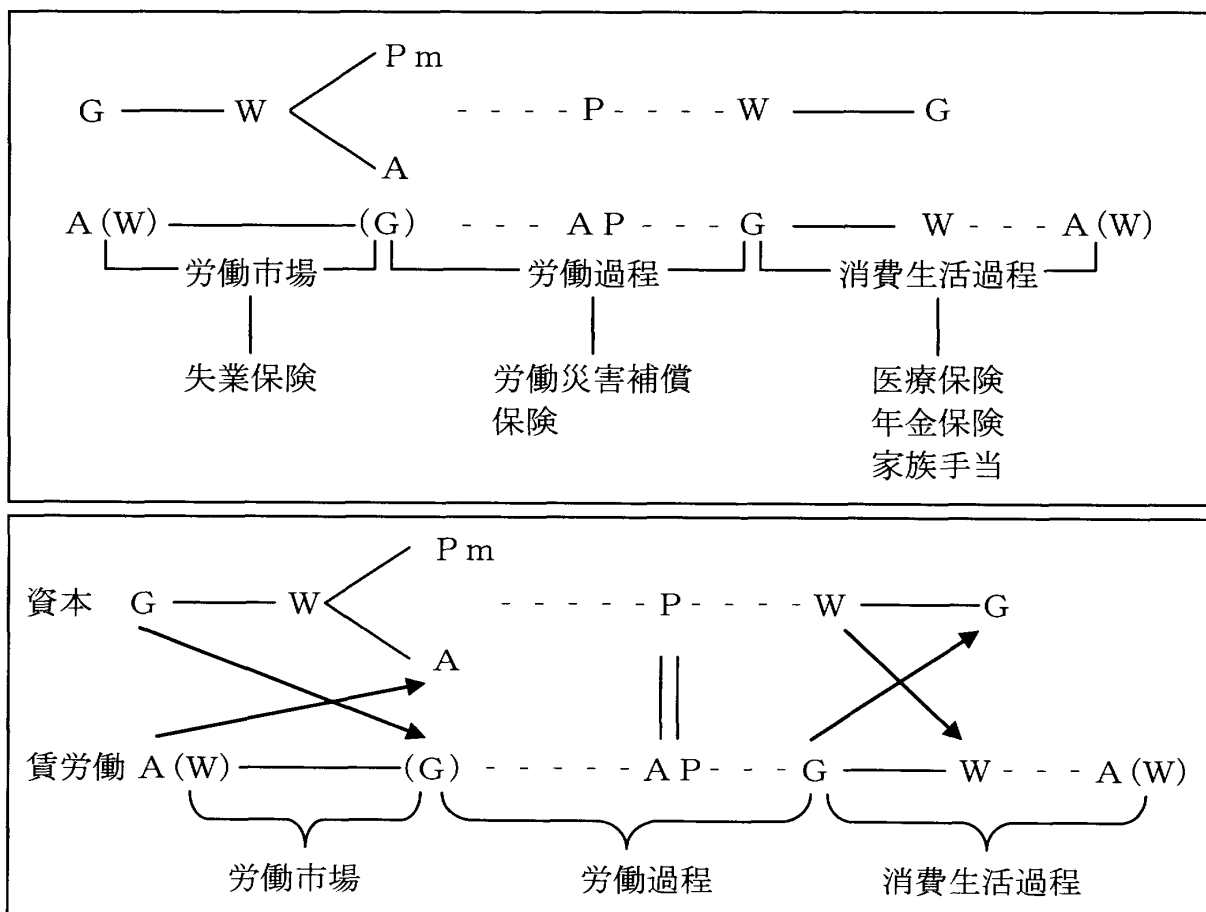 Pm
G ── W - - - - P - - - - W ── G
A
A(W) ── (G) - - - AP - - - G ── W - - - A(W)
労働市場 労働過程 消費生活過程
失業保険 労働災害補償 医療保険
保険 年金保険
家族手当
Pm
資本 G ── W - - - - - P - - - - W ── G
A
賃労働 A(W) ── (G) - - - - - AP - - - G ── W - - - A(W)
労働市場 労働過程 消費生活過程